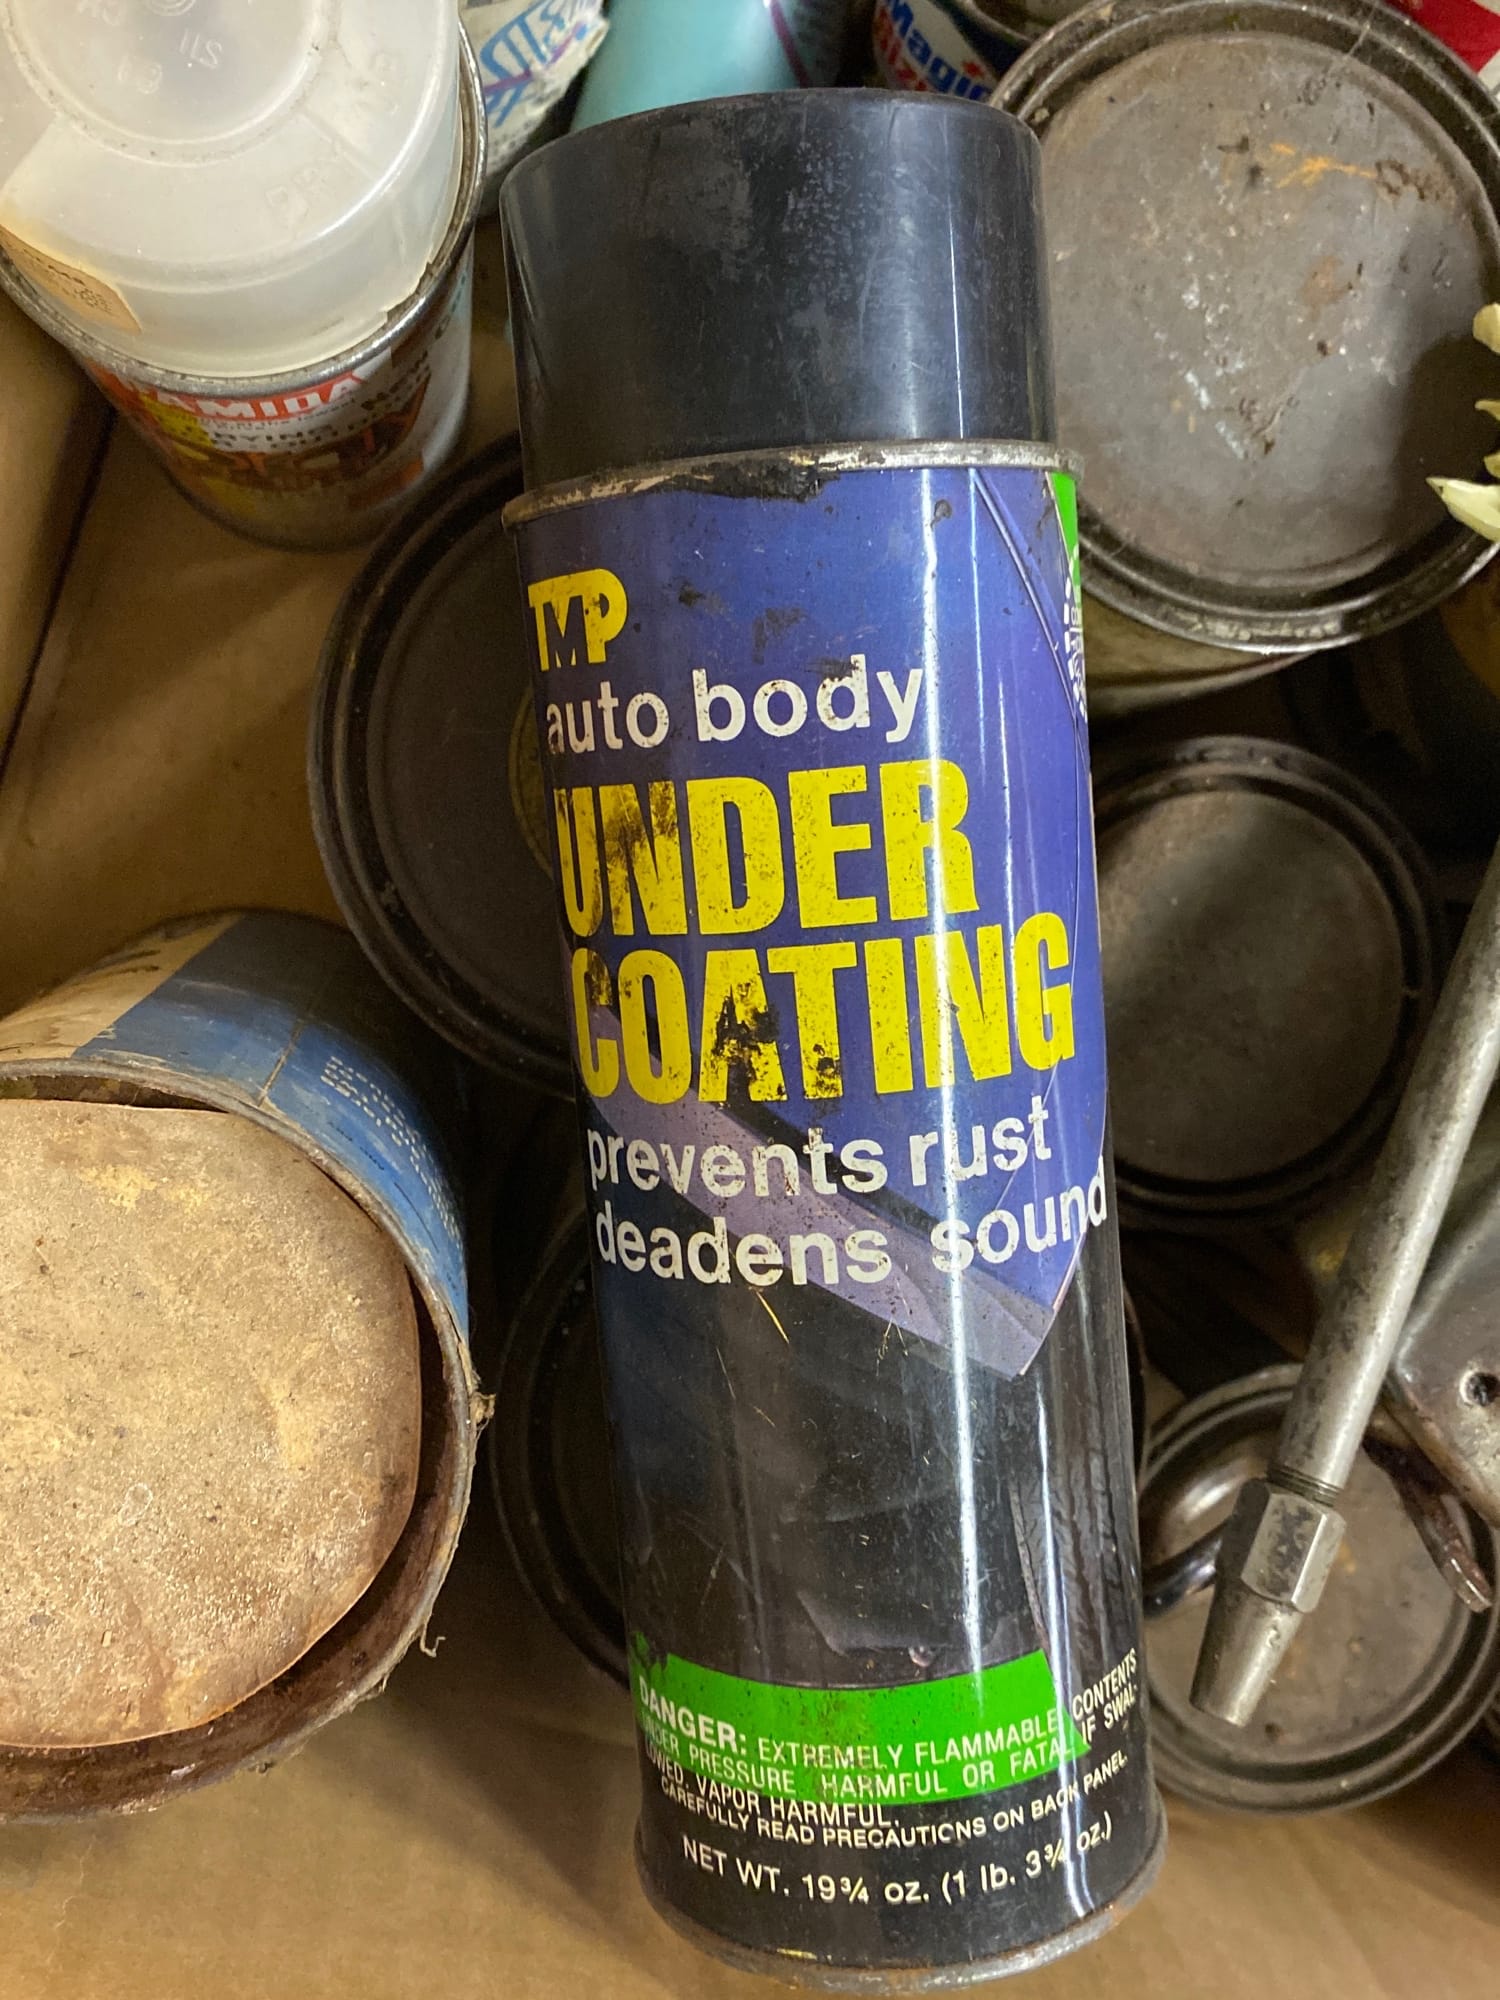 Magic
TMP
auto body
UNDER
COATING
prevents rust
deadens sound
DANGER: EXTREMELY FLAMMABLE CONTENTS
UNDER PRESSURE HARMFUL OR FATAL IF SWAL-
LOWED. VAPOR HARMFUL.
CAREFULLY READ PRECAUTIONS ON BACK PANEL.
NET WT. 19¾ oz. (1 lb. 3¾ oz.)